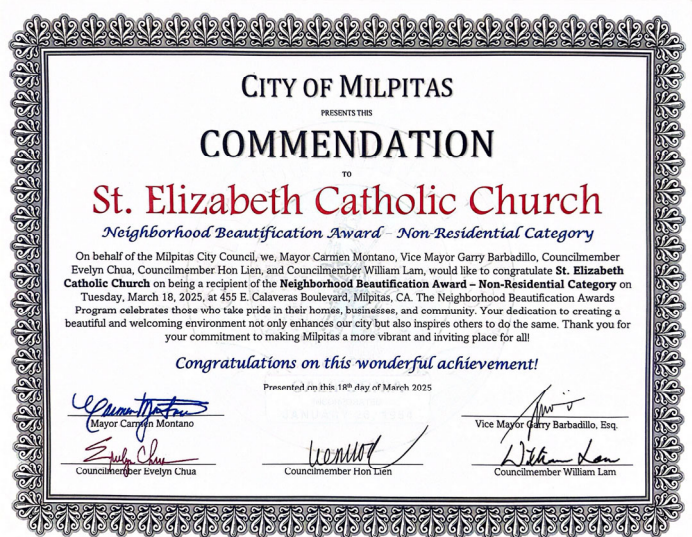 CITY OF MILPITAS
PRESENTS THIS
COMMENDATION
TO
St. Elizabeth Catholic Church
Neighborhood Beautification Award – Non-Residential Category
On behalf of the Milpitas City Council, we, Mayor Carmen Montano, Vice Mayor Garry Barbadillo, Councilmember
Evelyn Chua, Councilmember Hon Lien, and Councilmember William Lam, would like to congratulate St. Elizabeth
Catholic Church on being a recipient of the Neighborhood Beautification Award – Non-Residential Category on
Tuesday, March 18, 2025, at 455 E. Calaveras Boulevard, Milpitas, CA. The Neighborhood Beautification Awards
Program celebrates those who take pride in their homes, businesses, and community. Your dedication to creating a
beautiful and welcoming environment not only enhances our city but also inspires others to do the same. Thank you for
your commitment to making Milpitas a more vibrant and inviting place for all!
Congratulations on this wonderful achievement!
Presented on this 18th day of March 2025
Carmen Montano
Mayor Carmen Montano
Vice Mayor Garry Barbadillo, Esq.
Evelyn Chua
William Lam
Councilmember Evelyn Chua
Councilmember Hon Lien
Councilmember William Lam